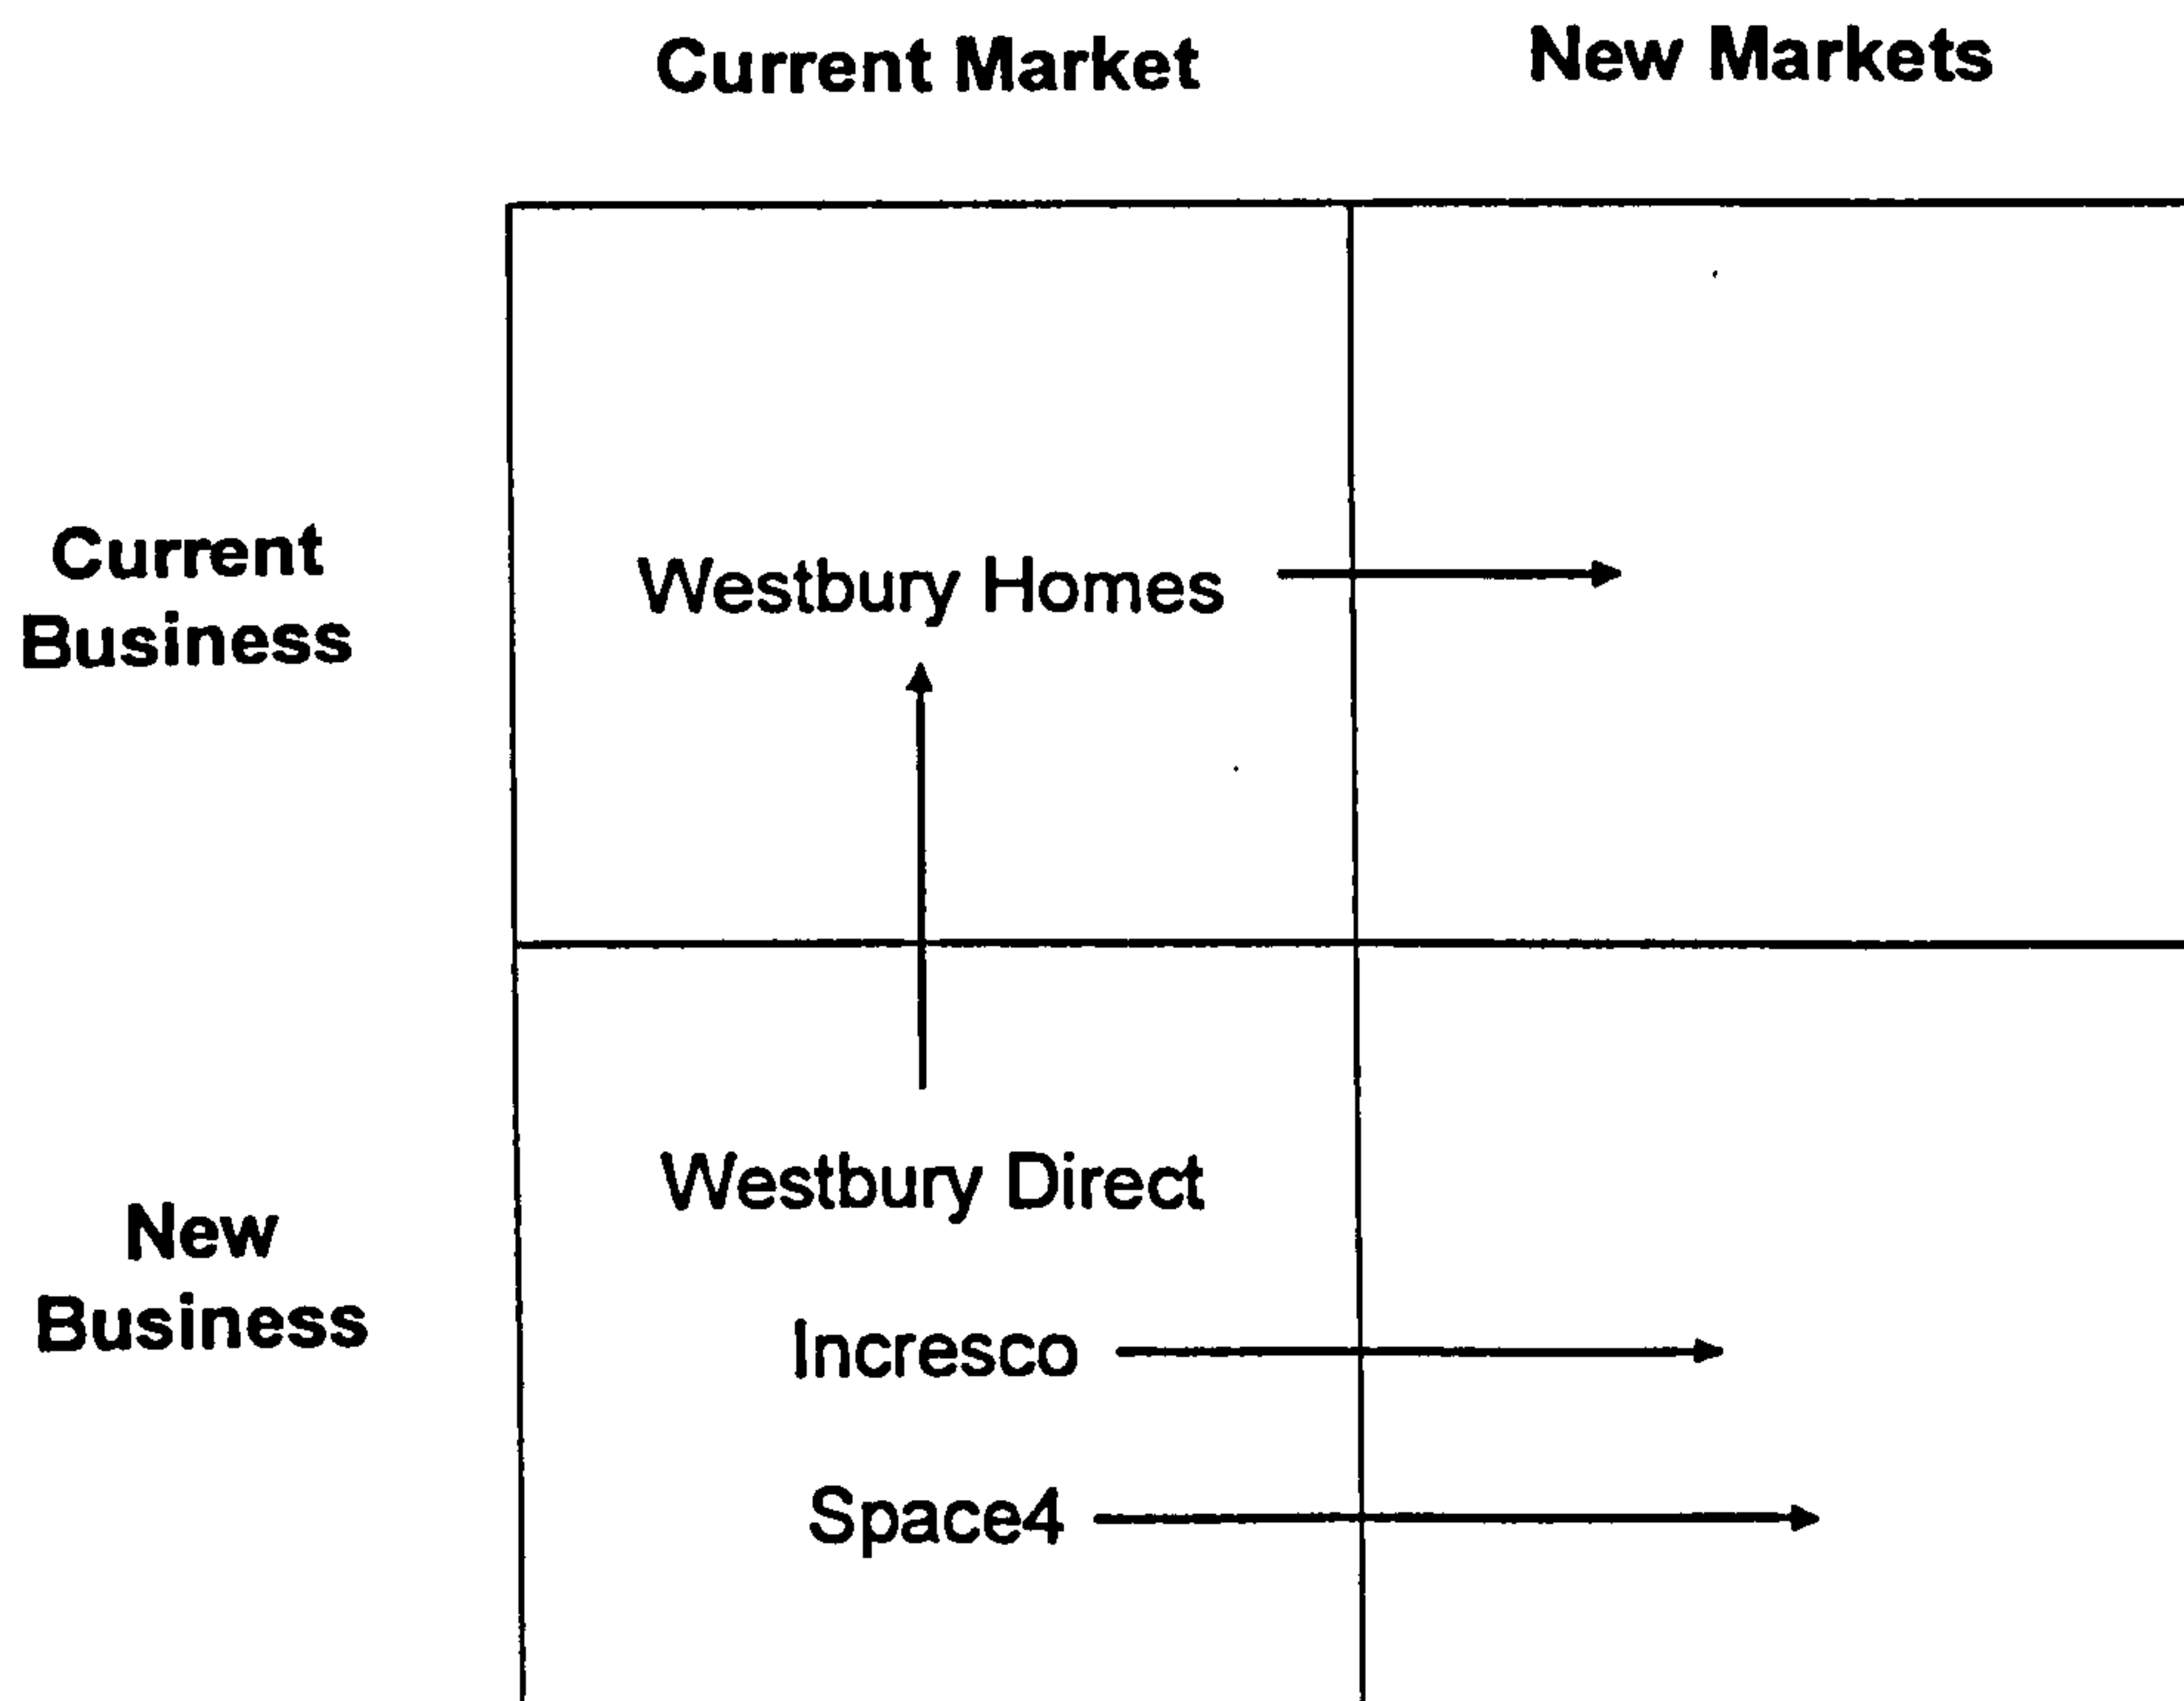 Current Market
New Markets
Current
Business
Westbury Homes
New
Business
Westbury Direct
Incresco
Space4